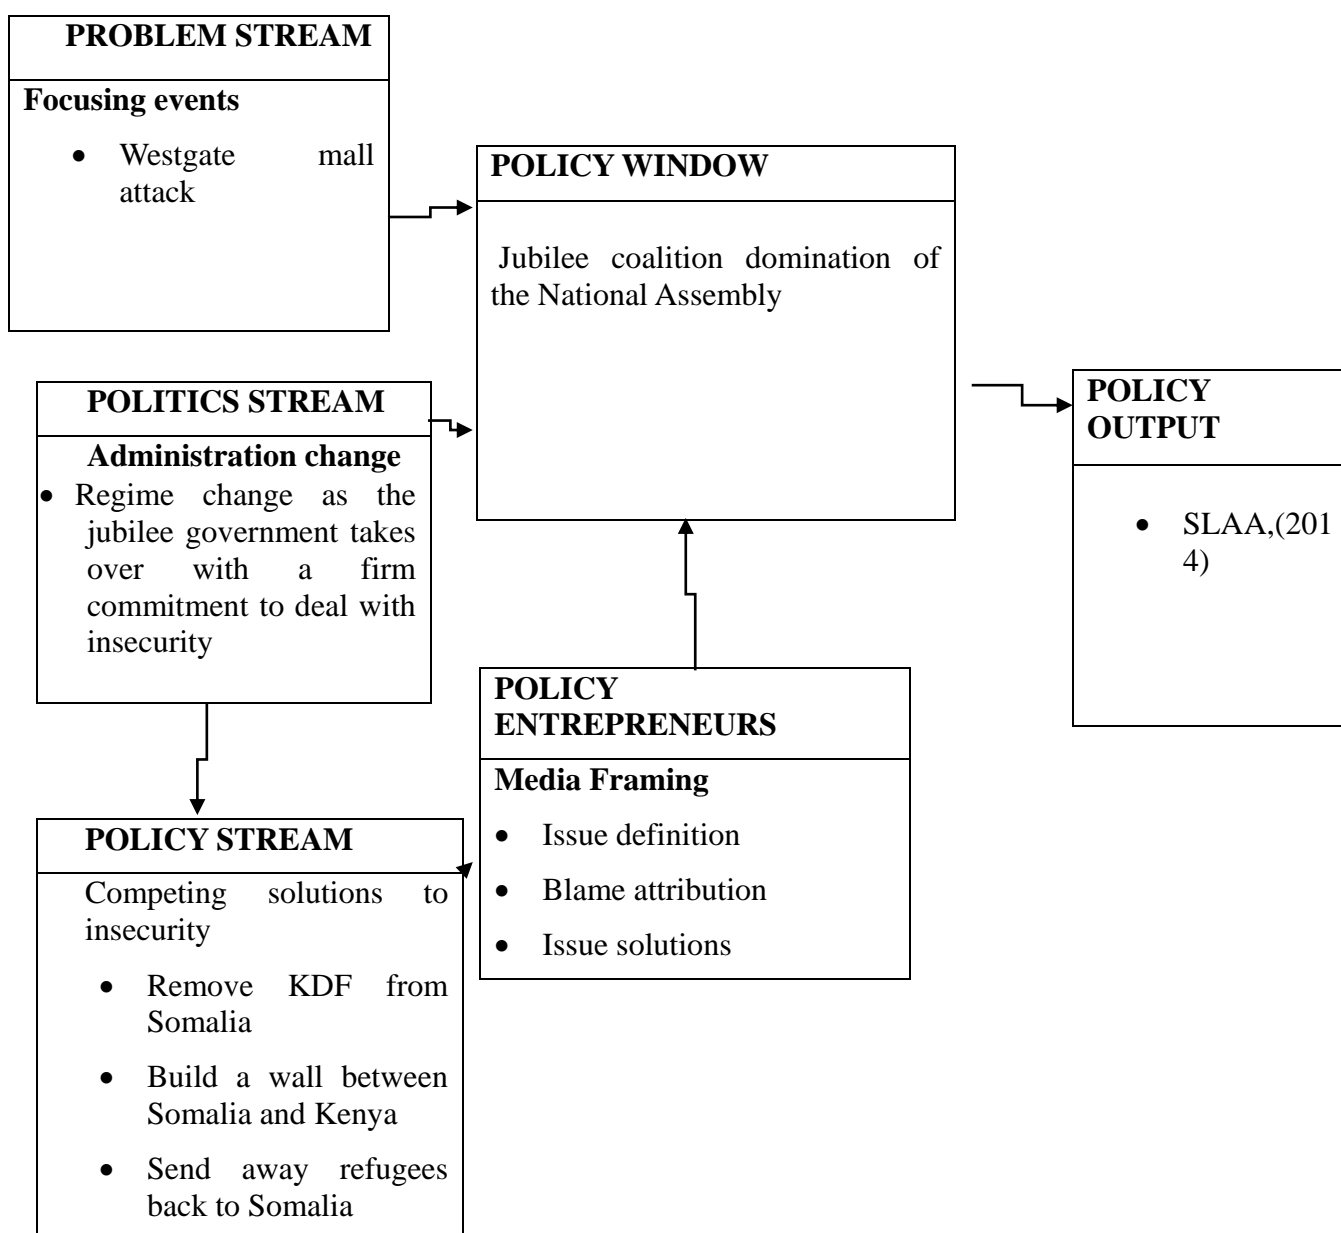 PROBLEM STREAM
Focusing events
• Westgate mall
attack
POLICY WINDOW
Jubilee coalition domination of
the National Assembly
POLITICS STREAM
Administration change
• Regime change as the
jubilee government takes
over with a firm
commitment to deal with
insecurity
POLICY
OUTPUT
• SLAA,(201
4)
POLICY
ENTREPRENEURS
Media Framing
• Issue definition
• Blame attribution
• Issue solutions
POLICY STREAM
Competing solutions to
insecurity
• Remove KDF from
Somalia
• Build a wall between
Somalia and Kenya
• Send away refugees
back to Somalia